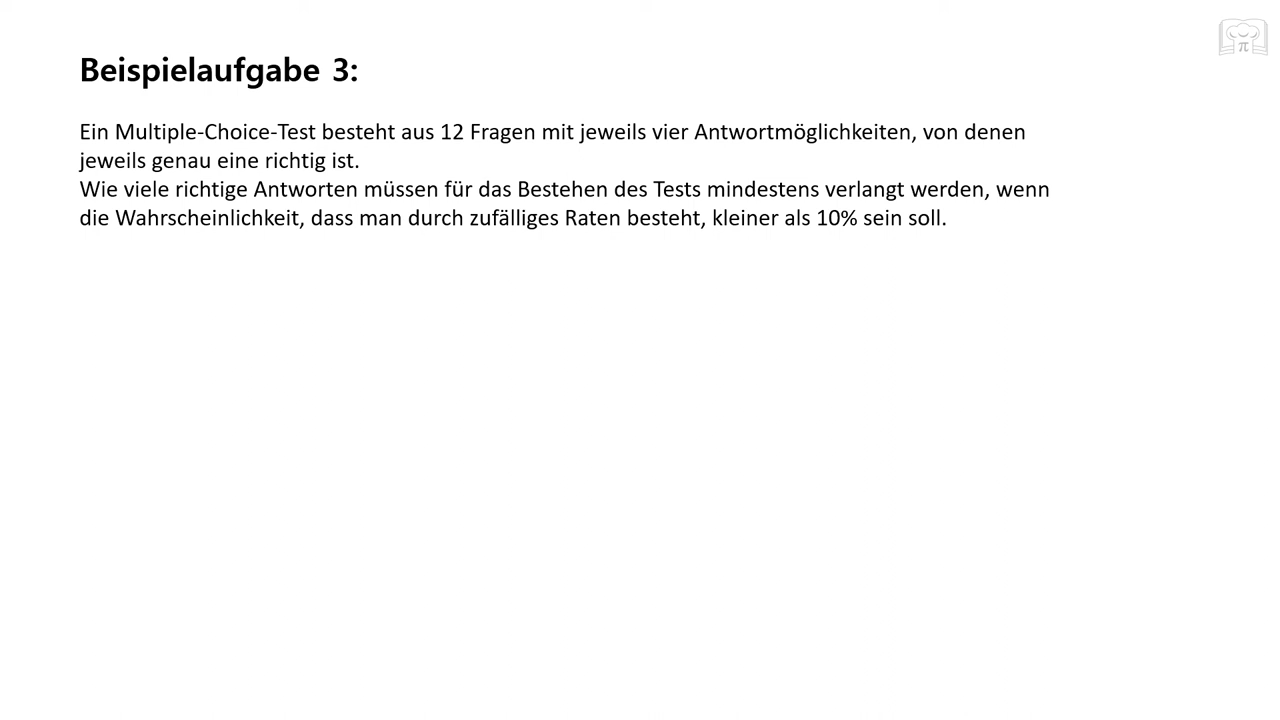 Beispielaufgabe 3:
Ein Multiple-Choice-Test besteht aus 12 Fragen mit jeweils vier Antwortmöglichkeiten, von denen
jeweils genau eine richtig ist.
Wie viele richtige Antworten müssen für das Bestehen des Tests mindestens verlangt werden, wenn
die Wahrscheinlichkeit, dass man durch zufälliges Raten besteht, kleiner als 10% sein soll.
π